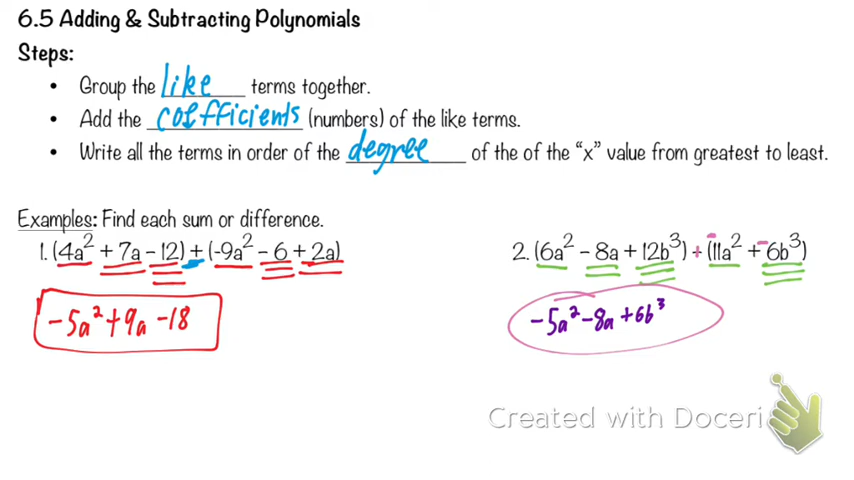 6.5 Adding & Subtracting Polynomials
Steps:
• Group the like terms together.
• Add the coefficients (numbers) of the like terms.
• Write all the terms in order of the degree of the of the “x” value from greatest to least.
Examples: Find each sum or difference.
1. (4a² + 7a – 12) + (-9a² – 6 + 2a)
2. (6a² – 8a + 12b³) + (-11a² + -6b³)
-5a² + 9a - 18
-5a² - 8a + 6b³
Created with Doceri